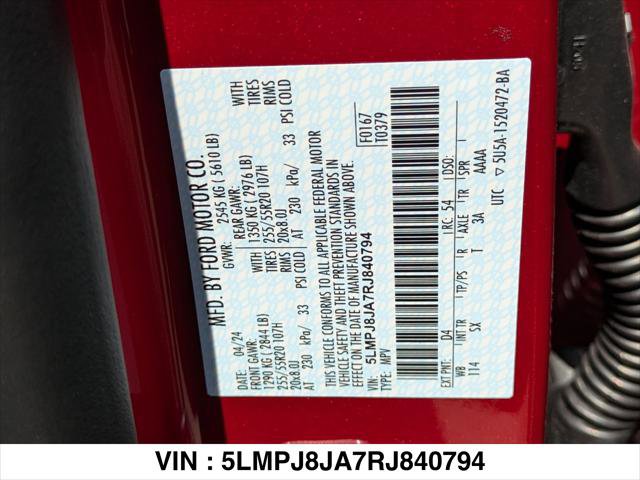 MFD. BY FORD MOTOR CO.
DATE: 04/24 GVWR: 2545 KG ( 5610 LB)
FRONT GAWR: REAR GAWR:
1290 KG ( 2844 LB) 1350 KG ( 2976 LB) WITH
255/55R20 107H 255/55R20 107H TIRES
20x8.0J 20x8.0J RIMS
AT 230 kPa/ 33 PSI COLD AT 230 kPa/ 33 PSI COLD
WITH
TIRES
RIMS
THIS VEHICLE CONFORMS TO ALL APPLICABLE FEDERAL MOTOR
VEHICLE SAFETY AND THEFT PREVENTION STANDARDS IN
EFFECT ON THE DATE OF MANUFACTURE SHOWN ABOVE.
F0167
T0379
VIN: 5LMPJ8JA7RJ840794
TYPE: MPV
EXT PNT: D4 RC: 54 DSO:
WB INT TR TP/PS R AXLE TR SPR
114 SX T 3A AAAA
UTC ▽ 5U5A-1520472-BA
VIN : 5LMPJ8JA7RJ840794